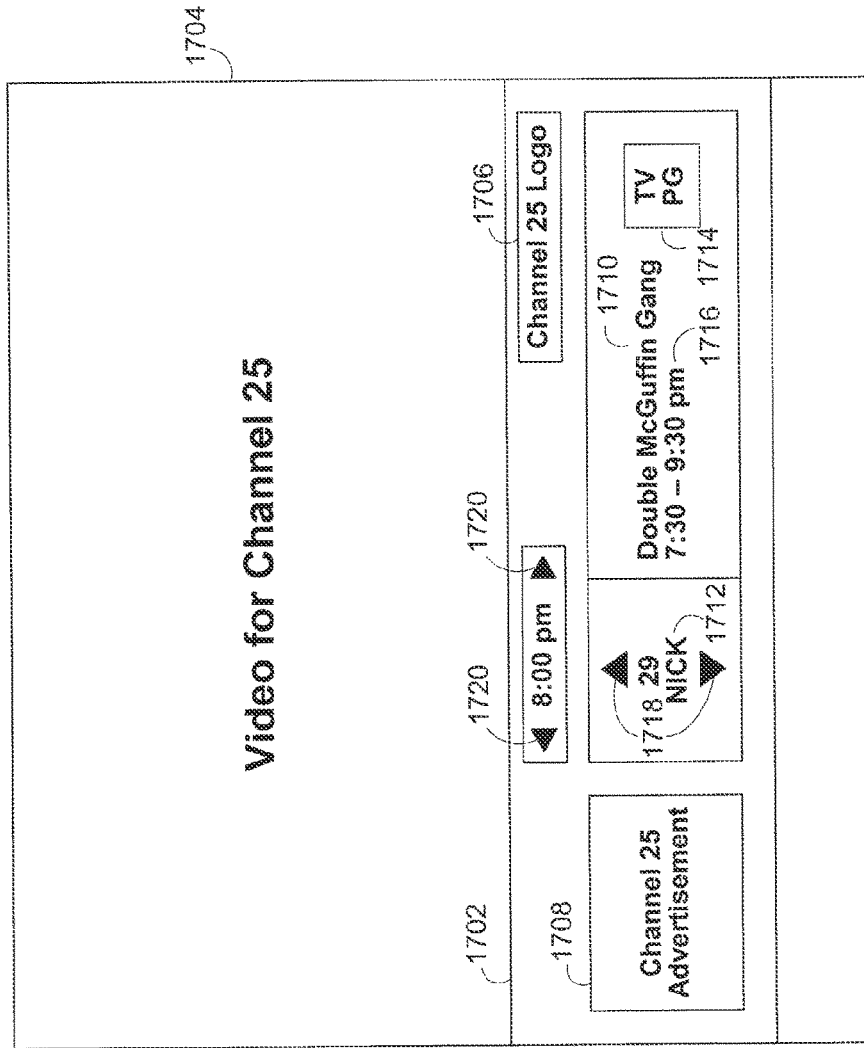 1704
Video for Channel 25
1702
1720
1720
1706
8:00 pm
Channel 25 Logo
1708
Channel 25
Advertisement
1718
29
NICK
1712
Double McGuffin Gang
7:30 – 9:30 pm
1710
1716
TV
PG
1714